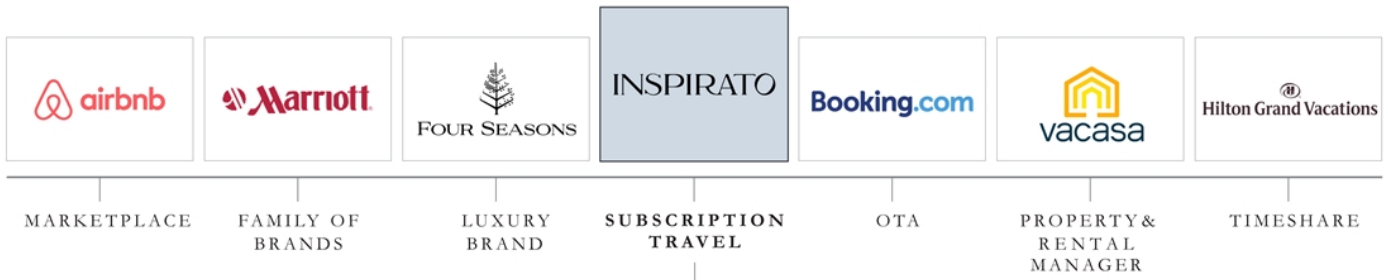 airbnb
Marriott
FOUR SEASONS
INSPIRATO
Booking.com
vacasa
Hilton Grand Vacations
MARKETPLACE
FAMILY OF
BRANDS
LUXURY
BRAND
SUBSCRIPTION
TRAVEL
OTA
PROPERTY&
RENTAL
MANAGER
TIMESHARE